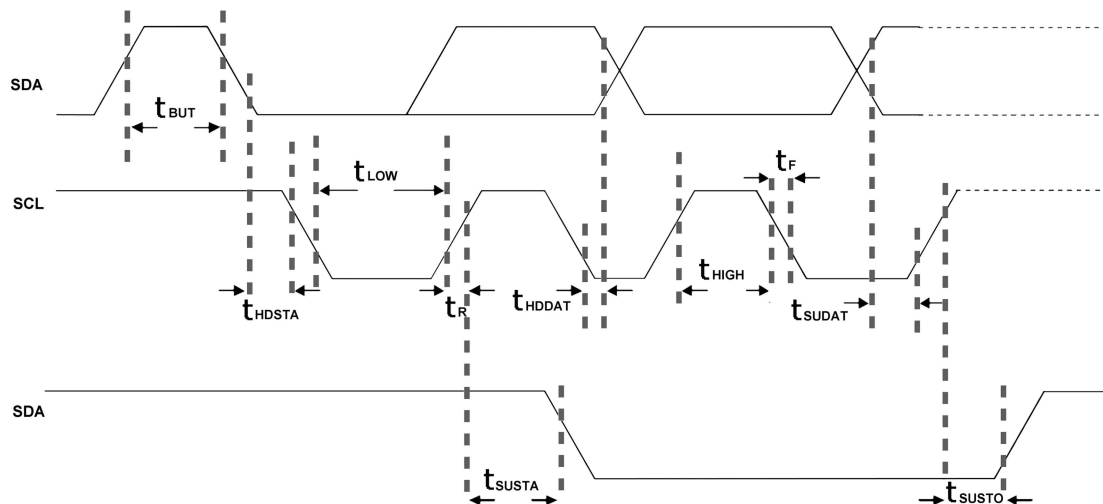 SDA
tBUT
tLOW
tF
SCL
tHDSTA
tR
tHDDAT
tHIGH
tSUDAT
SDA
tSUSTA
tSUSTO